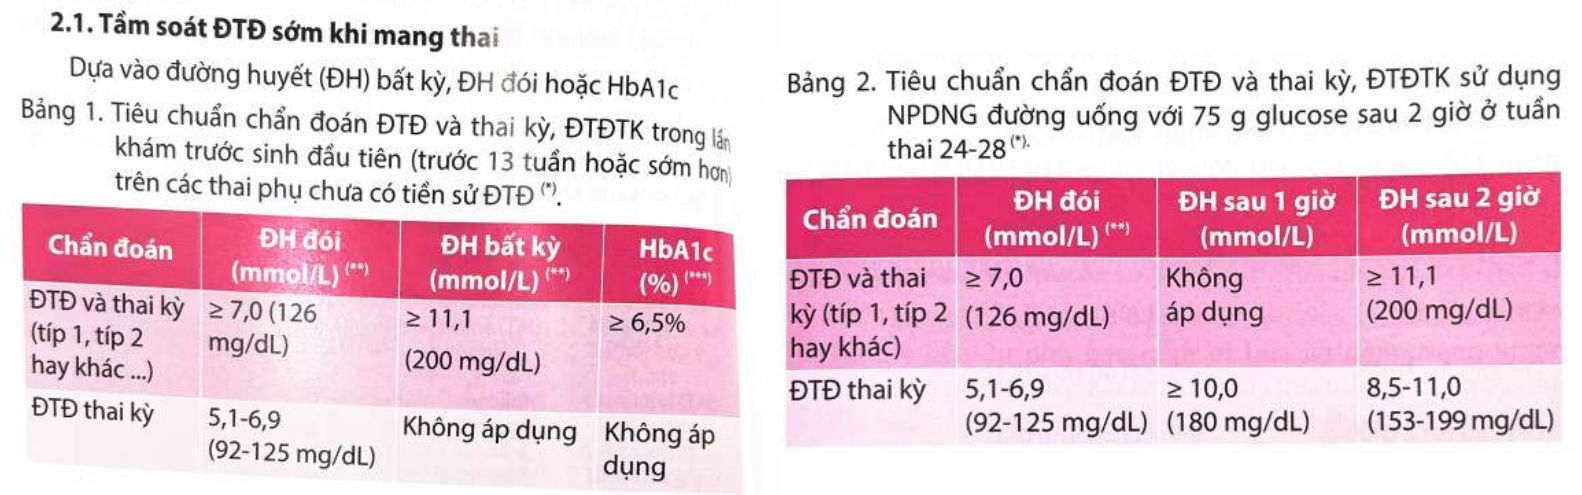 2.1. Tầm soát ĐTĐ sớm khi mang thai
Dựa vào đường huyết (ĐH) bất kỳ, ĐH đói hoặc HbA1c
Bảng 1. Tiêu chuẩn chẩn đoán ĐTĐ và thai kỳ, ĐTĐTK trong lần
khám trước sinh đầu tiên (trước 13 tuần hoặc sớm hơn)
trên các thai phụ chưa có tiền sử ĐTĐ (*).
Chẩn đoán
ĐH đói
(mmol/L) (**)
ĐH bất kỳ
(mmol/L) (**)
HbA1c
(%) (***)
ĐTĐ và thai kỳ
(típ 1, típ 2
hay khác ...)
≥ 7,0 (126
mg/dL)
≥ 11,1
(200 mg/dL)
≥ 6,5%
ĐTĐ thai kỳ
5,1-6,9
(92-125 mg/dL)
Không áp dụng
Không áp
dụng
Bảng 2. Tiêu chuẩn chẩn đoán ĐTĐ và thai kỳ, ĐTĐTK sử dụng
NPDNG đường uống với 75 g glucose sau 2 giờ ở tuần
thai 24-28 (*).
Chẩn đoán
ĐH đói
(mmol/L) (**)
ĐH sau 1 giờ
(mmol/L)
ĐH sau 2 giờ
(mmol/L)
ĐTĐ và thai
kỳ (típ 1, típ 2
hay khác)
≥ 7,0
(126 mg/dL)
Không
áp dụng
≥ 11,1
(200 mg/dL)
ĐTĐ thai kỳ
5,1-6,9
(92-125 mg/dL)
≥ 10,0
(180 mg/dL)
8,5-11,0
(153-199 mg/dL)